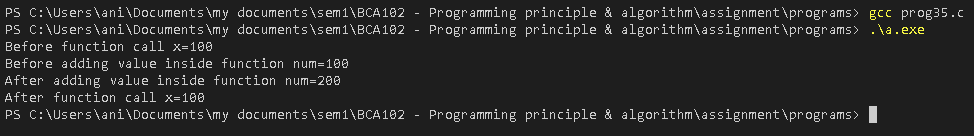 PS C:\Users\ani\Documents\my documents\sem1\BCA102 - Programming principle & algorithm\assignment\programs> gcc prog35.c
PS C:\Users\ani\Documents\my documents\sem1\BCA102 - Programming principle & algorithm\assignment\programs> .\a.exe
Before function call x=100
Before adding value inside function num=100
After adding value inside function num=200
After function call x=100
PS C:\Users\ani\Documents\my documents\sem1\BCA102 - Programming principle & algorithm\assignment\programs>